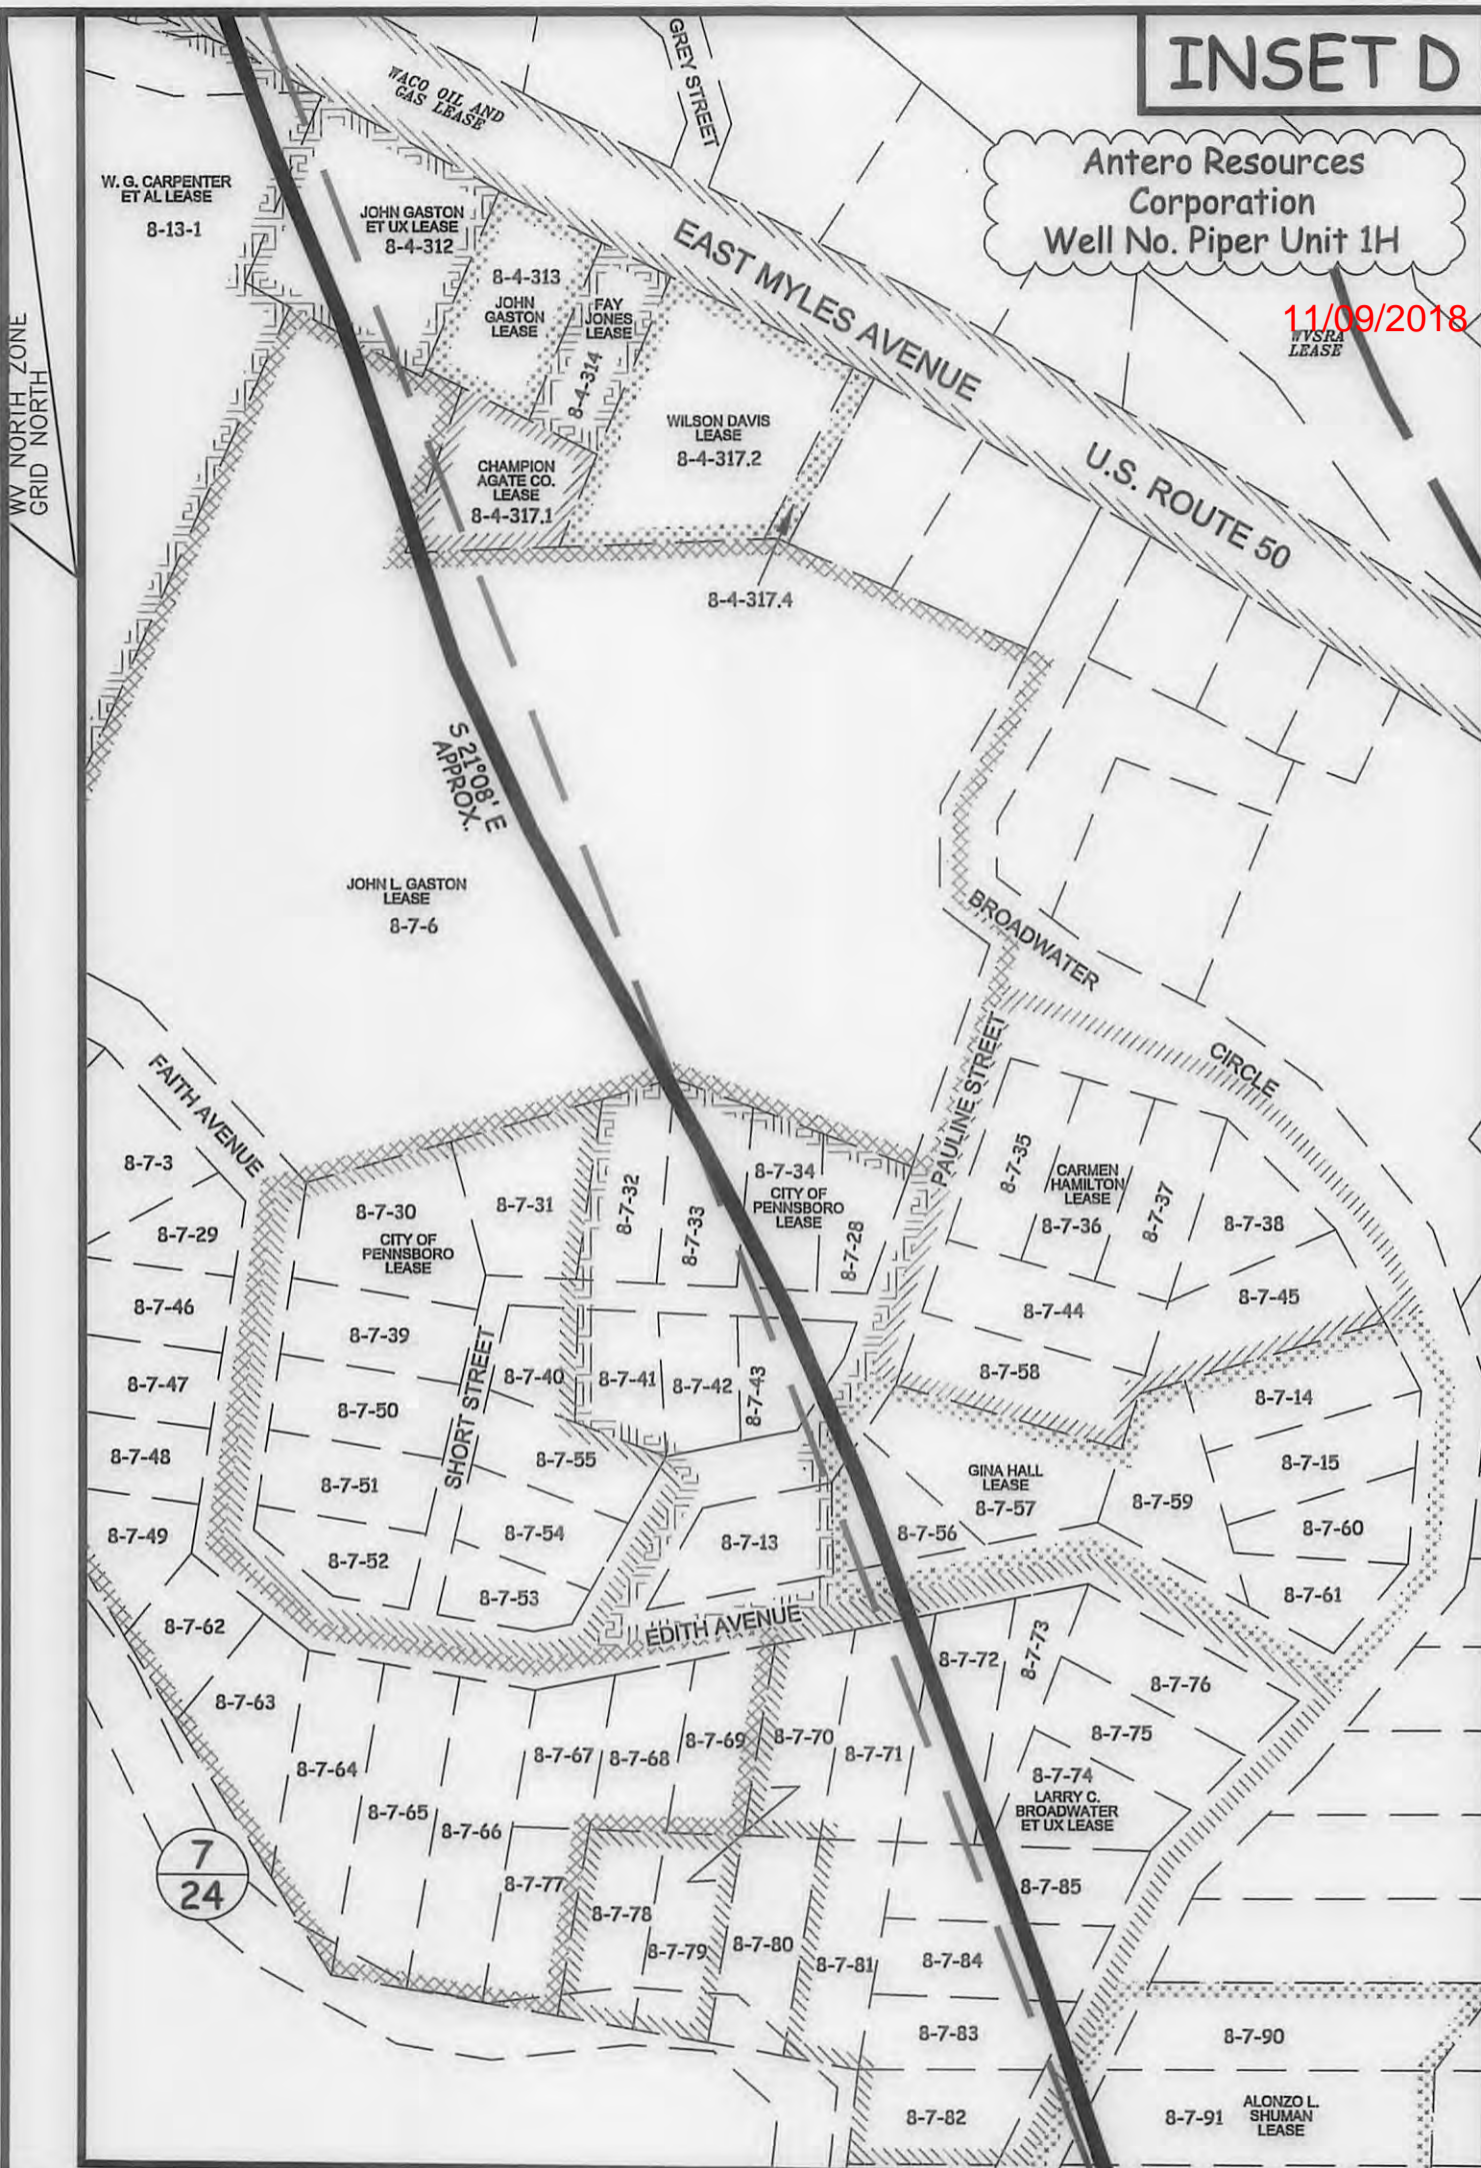 INSET D
Antero Resources
Corporation
Well No. Piper Unit 1H
11/09/2018
WVSRA
LEASE
WV NORTH ZONE
GRID NORTH
WACO OIL AND
GAS LEASE
GREY STREET
EAST MYLES AVENUE
U.S. ROUTE 50
W. G. CARPENTER
ET AL LEASE
8-13-1
JOHN GASTON
ET UX LEASE
8-4-312
8-4-313
JOHN
GASTON
LEASE
FAY
JONES
LEASE
8-4-314
WILSON DAVIS
LEASE
8-4-317.2
CHAMPION
AGATE CO.
LEASE
8-4-317.1
8-4-317.4
S 21°08' E
APPROX.
JOHN L. GASTON
LEASE
8-7-6
BROADWATER
CIRCLE
PAULINE STREET
FAITH AVENUE
8-7-3
8-7-29
8-7-46
8-7-47
8-7-48
8-7-49
8-7-30
CITY OF
PENNSBORO
LEASE
8-7-31
8-7-32
8-7-33
8-7-34
CITY OF
PENNSBORO
LEASE
8-7-28
8-7-35
CARMEN
HAMILTON
LEASE
8-7-36
8-7-37
8-7-38
8-7-44
8-7-45
8-7-39
8-7-50
8-7-51
8-7-52
SHORT STREET
8-7-40
8-7-41
8-7-42
8-7-43
8-7-55
8-7-54
8-7-53
8-7-13
8-7-58
8-7-14
8-7-15
8-7-60
8-7-61
GINA HALL
LEASE
8-7-57
8-7-56
8-7-59
EDITH AVENUE
8-7-62
8-7-63
8-7-64
8-7-65
8-7-66
8-7-67
8-7-68
8-7-69
8-7-70
8-7-71
8-7-72
8-7-73
8-7-76
8-7-75
8-7-74
LARRY C.
BROADWATER
ET UX LEASE
7
24
8-7-77
8-7-78
8-7-79
8-7-80
8-7-81
8-7-85
8-7-84
8-7-83
8-7-82
8-7-90
8-7-91
ALONZO L.
SHUMAN
LEASE